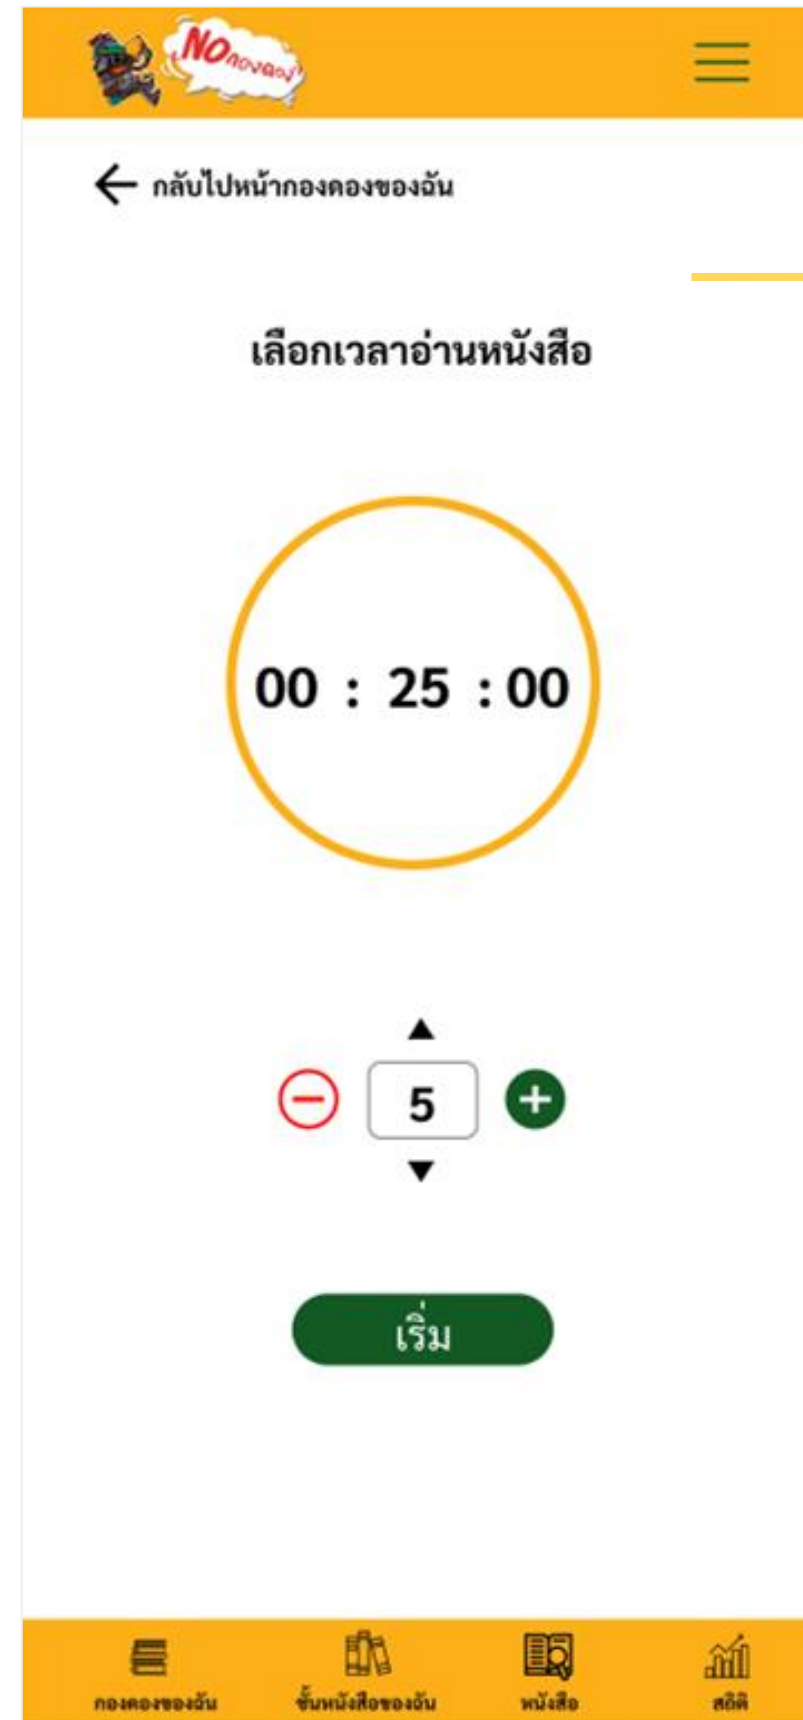 NO กองดอง
กลับไปหน้ากองดองของฉัน
เลือกเวลาอ่านหนังสือ
00 : 25 : 00
5
เริ่ม
กองดองของฉัน ชั้นหนังสือของฉัน หนังสือ สถิติ